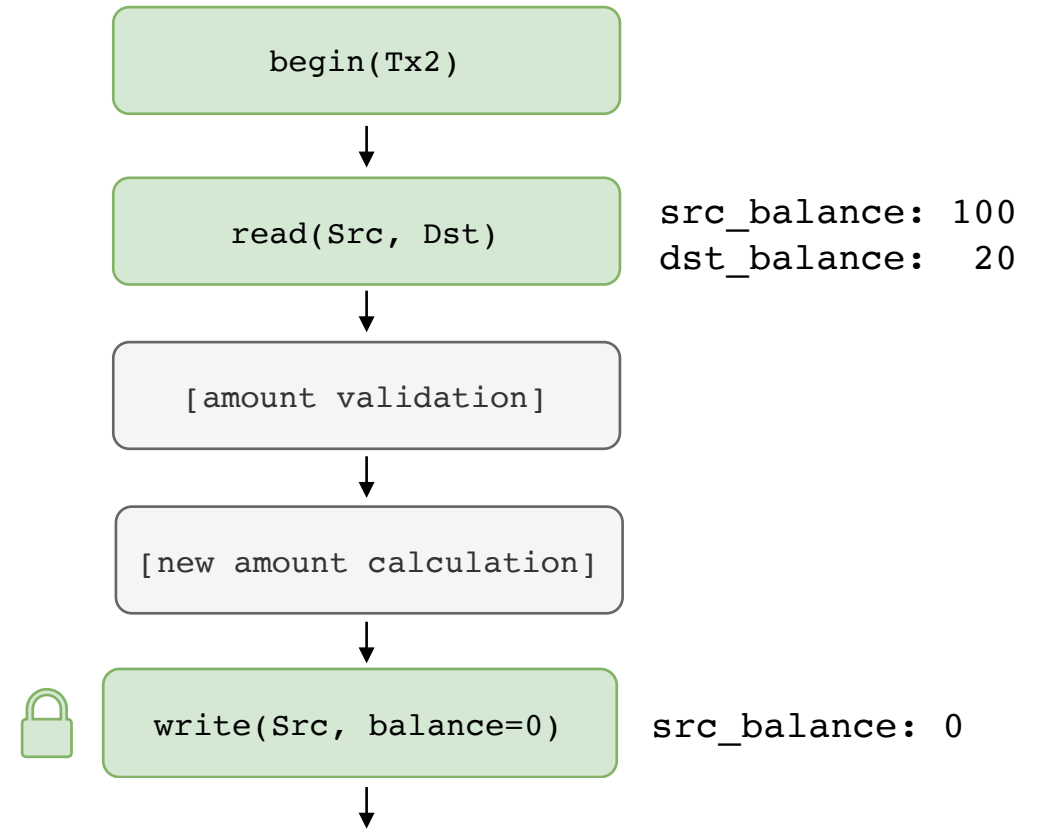 begin(Tx2)
read(Src, Dst)
src_balance: 100
dst_balance:  20
[amount validation]
[new amount calculation]
write(Src, balance=0)
src_balance: 0